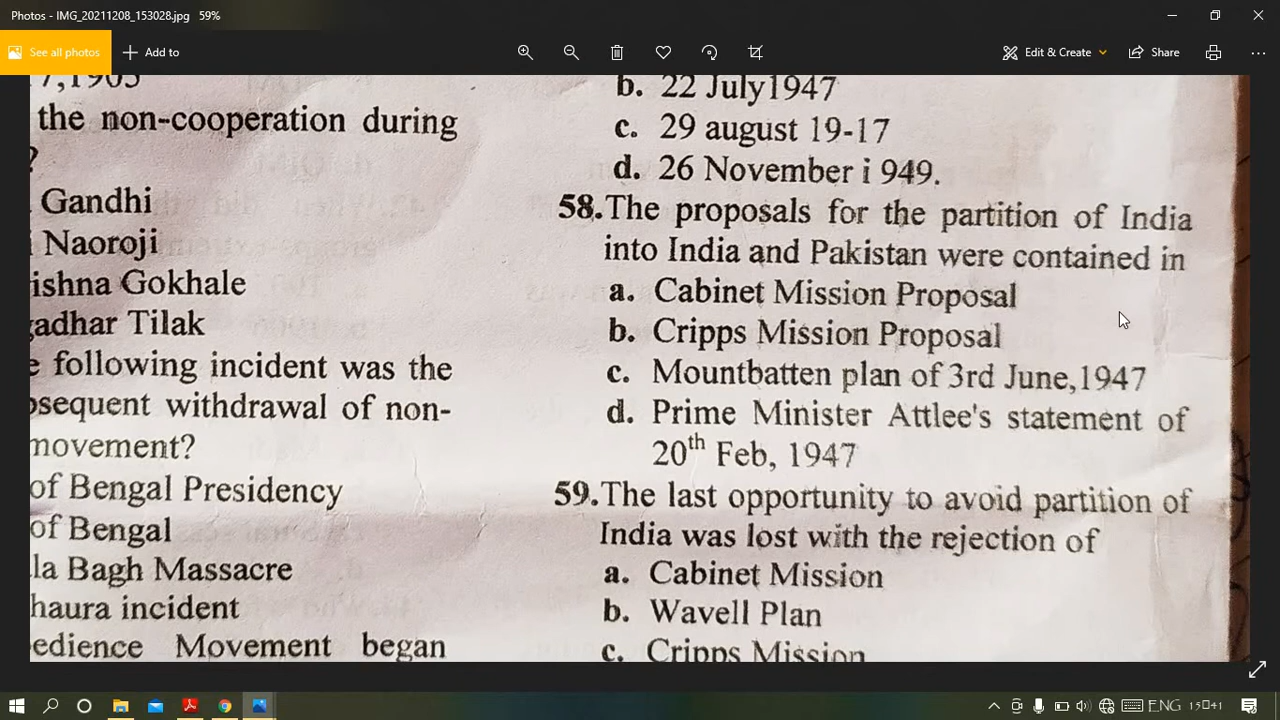 Photos - IMG_20211208_153028.jpg 59%
See all photos
Add to
Edit & Create
Share
the non-cooperation during
?
Gandhi
Naoroji
ishna Gokhale
gadhar Tilak
e following incident was the
bsequent withdrawal of non-
movement?
of Bengal Presidency
of Bengal
la Bagh Massacre
haura incident
edience Movement began
b. 22 July1947
c. 29 august 19-17
d. 26 November i 949.
58.The proposals for the partition of India
into India and Pakistan were contained in
a. Cabinet Mission Proposal
b. Cripps Mission Proposal
c. Mountbatten plan of 3rd June,1947
d. Prime Minister Attlee's statement of
20th Feb, 1947
59.The last opportunity to avoid partition of
India was lost with the rejection of
a. Cabinet Mission
b. Wavell Plan
c. Cripps Mission
ENG 15:41